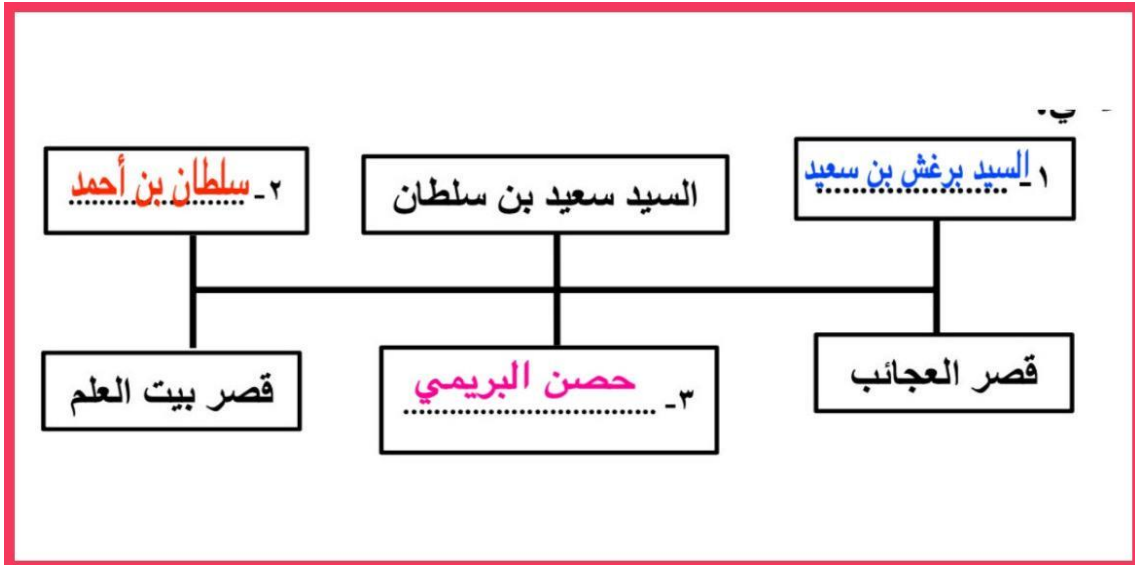 ١- السيد برغش بن سعيد
السيد سعيد بن سلطان
٢- سلطان بن أحمد
قصر العجائب
٣- حصن البريمي
قصر بيت العلم